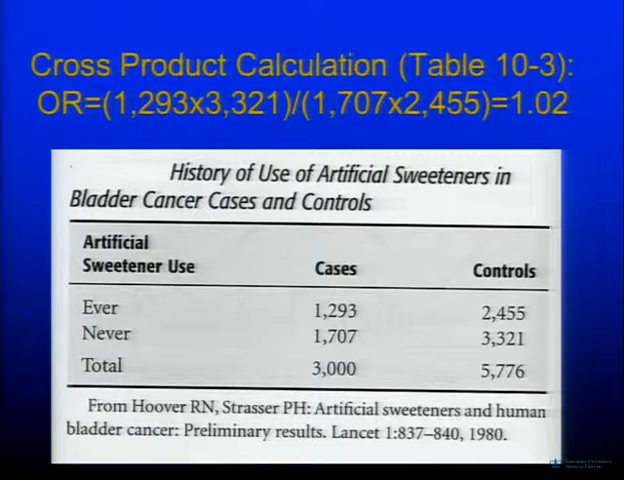 Cross Product Calculation (Table 10-3):
OR=(1,293x3,321)/(1,707x2,455)=1.02
History of Use of Artificial Sweeteners in
Bladder Cancer Cases and Controls
Artificial
Sweetener Use Cases Controls
Ever 1,293 2,455
Never 1,707 3,321
Total 3,000 5,776
From Hoover RN, Strasser PH: Artificial sweeteners and human
bladder cancer: Preliminary results. Lancet 1:837–840, 1980.